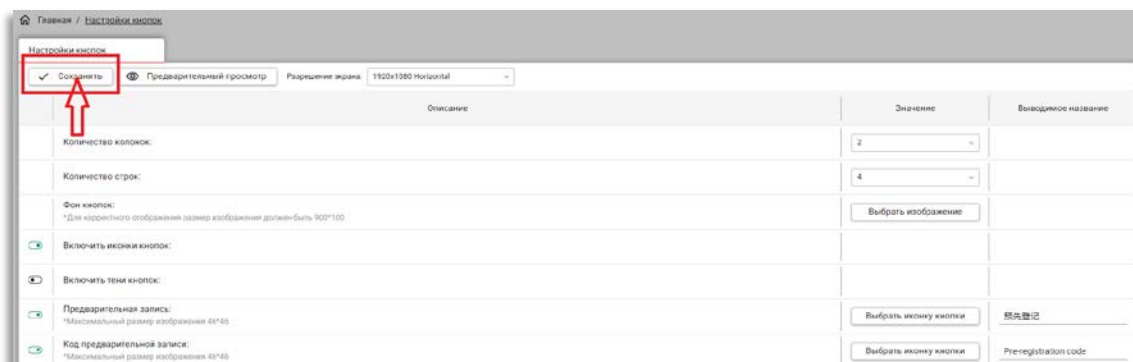 Главная / Настройки кнопок
Настройки кнопок
Сохранить Предварительный просмотр Разрешение экрана: 1920x1080 Horizontal
Описание Значение Выводимое название
Количество колонок: 2
Количество строк: 4
Фон кнопок:
*Для корректного отображения размер изображения должен быть 900*100
Выбрать изображение
Включить иконки кнопок:
Включить тени кнопок:
Предварительная запись:
*Максимальный размер изображения 46*46
Выбрать иконку кнопки 预先登记
Код предварительной записи:
*Максимальный размер изображения 46*46
Выбрать иконку кнопки Pre-registration code